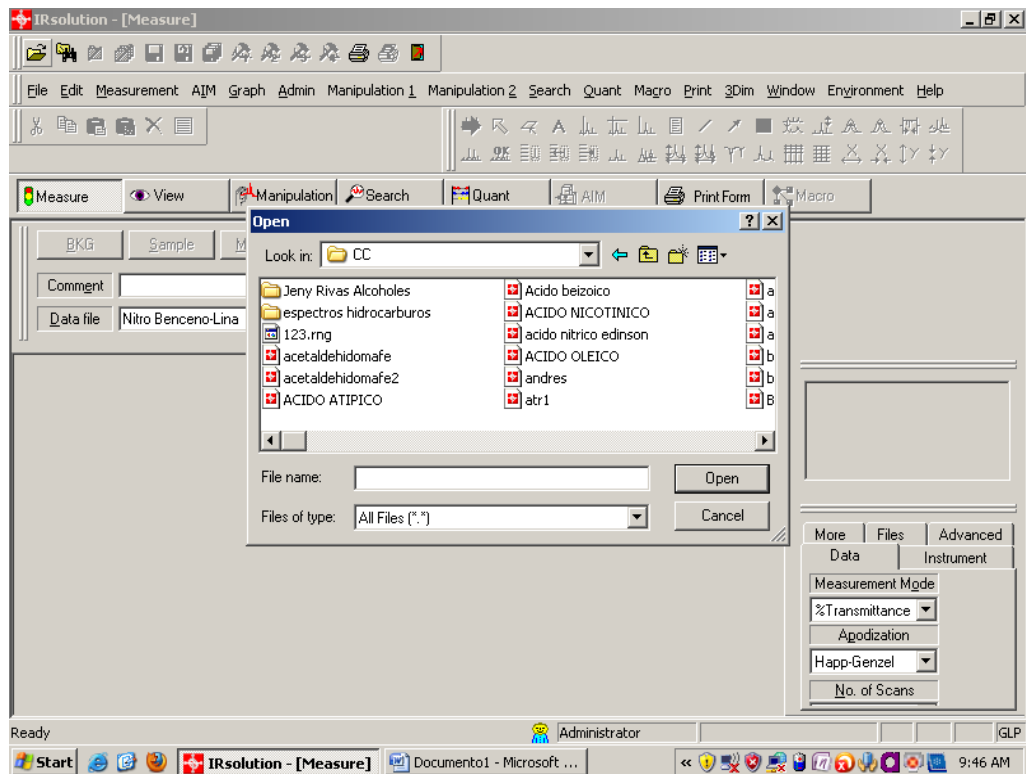 IRsolution - [Measure]
File Edit Measurement AIM Graph Admin Manipulation 1 Manipulation 2 Search Quant Macro Print 3Dim Window Environment Help
Measure View Manipulation Search Quant AIM Print Form Macro
Open
BKG Sample M
Look in: CC
Comment
Data file Nitro Benceno-Lina
Jeny Rivas Alcoholes
espectros hidrocarburos
123.rng
acetaldehidomafe
acetaldehidomafe2
ACIDO ATIPICO
Acido beizoico
ACIDO NICOTINICO
acido nitrico edinson
ACIDO OLEICO
andres
atr1
a
a
a
b
b
B
File name:
Open
Files of type: All Files (*.*)
Cancel
More Files Advanced
Data Instrument
Measurement Mode
%Transmittance
Apodization
Happ-Genzel
No. of Scans
Ready Administrator GLP
Start IRsolution - [Measure] Documento1 - Microsoft ... « 9:46 AM